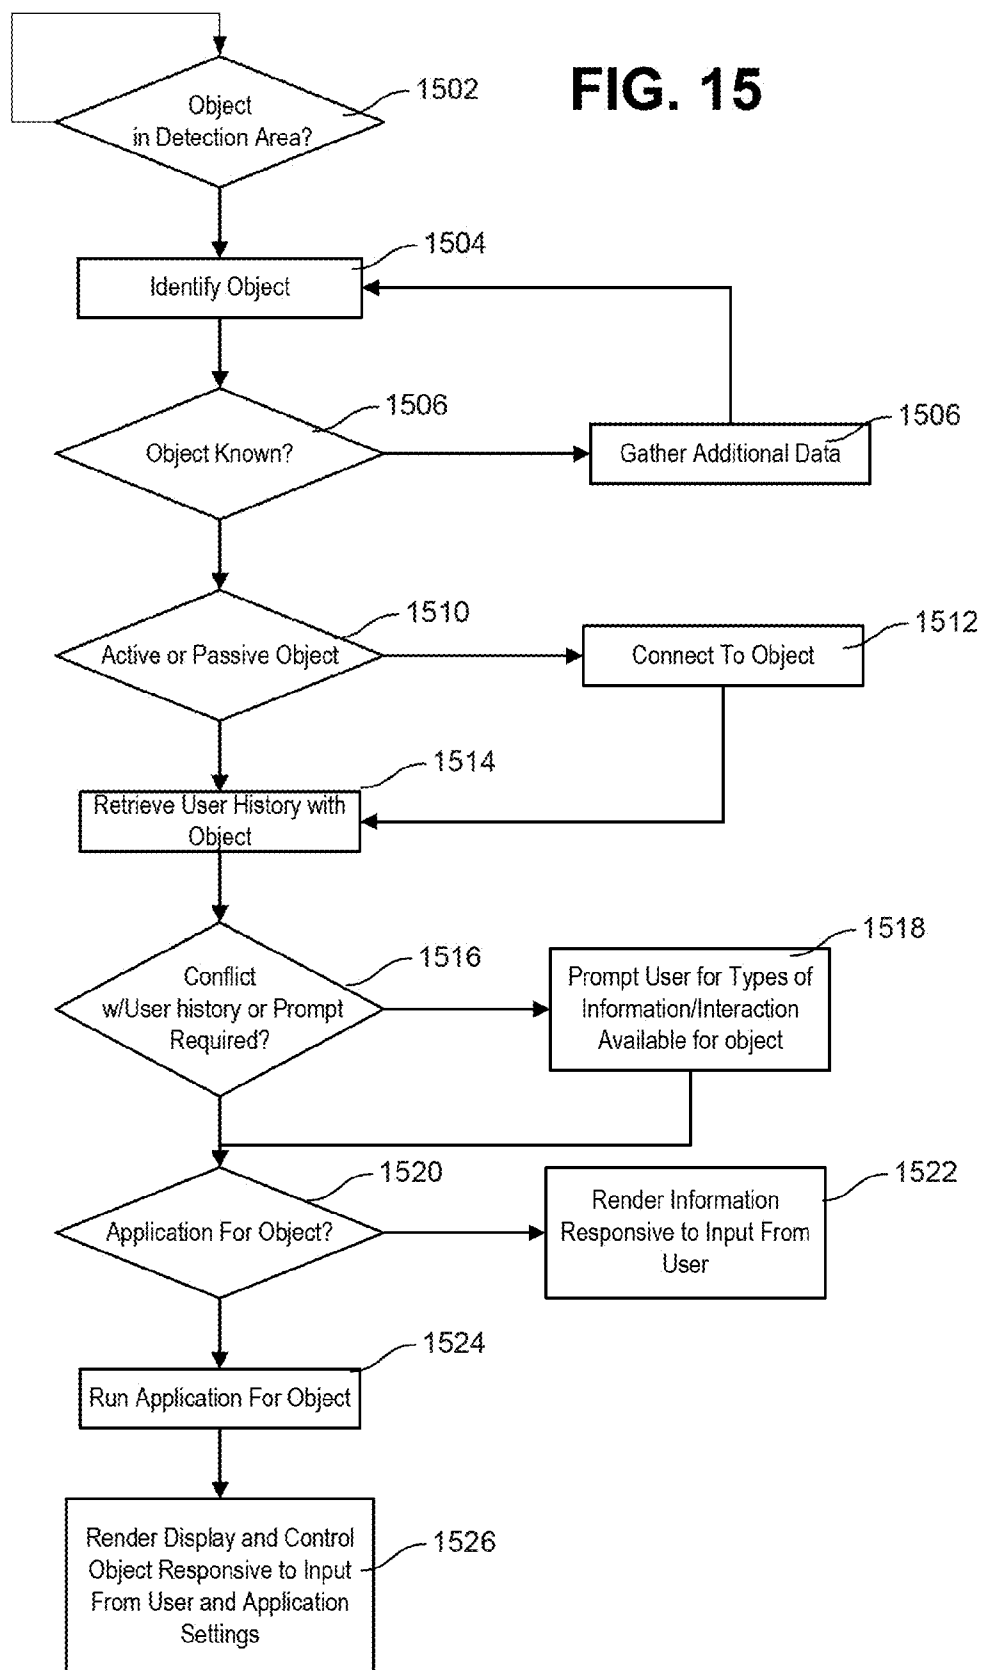 FIG. 15
1502
Object
in Detection Area?
1504
Identify Object
1506
Object Known?
1506
Gather Additional Data
1510
Active or Passive Object
1512
Connect To Object
1514
Retrieve User History with
Object
1516
Conflict
w/User history or Prompt
Required?
1518
Prompt User for Types of
Information/Interaction
Available for object
1520
Application For Object?
1522
Render Information
Responsive to Input From
User
1524
Run Application For Object
1526
Render Display and Control
Object Responsive to Input
From User and Application
Settings